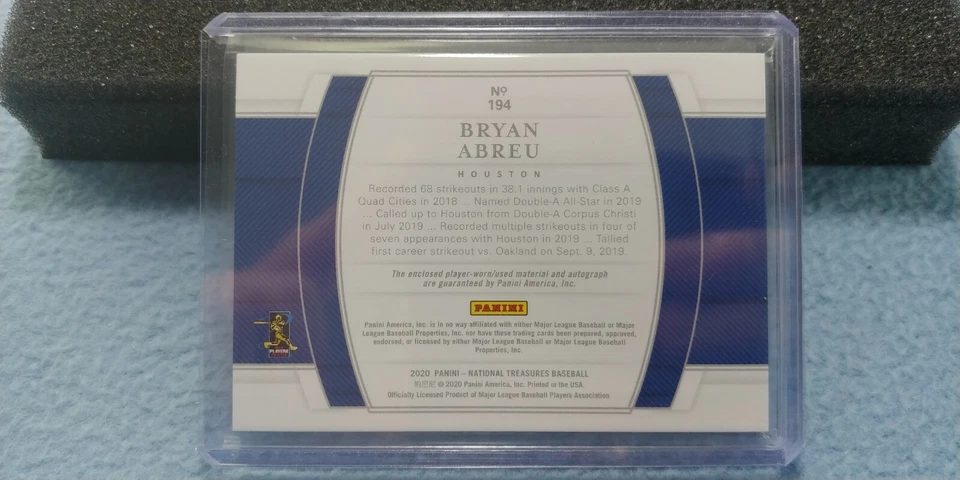 Nº
194
BRYAN
ABREU
HOUSTON
Recorded 68 strikeouts in 38.1 innings with Class A
Quad Cities in 2018 ... Named Double-A All-Star in 2019
... Called up to Houston from Double-A Corpus Christi
in July 2019 ... Recorded multiple strikeouts in four of
seven appearances with Houston in 2019 ... Tallied
first career strikeout vs. Oakland on Sept. 9, 2019.
The enclosed player-worn/used material and autograph
are guaranteed by Panini America, Inc.
PANINI
Panini America, Inc. is in no way affiliated with either Major League Baseball or Major
League Baseball Properties, Inc. nor have these trading cards been prepared, approved,
endorsed, or licensed by either Major League Baseball or Major League Baseball
Properties, Inc.
PLAYERS
2020 PANINI – NATIONAL TREASURES BASEBALL
© 2020 Panini America, Inc. Printed in the USA.
Officially Licensed Product of Major League Baseball Players Association